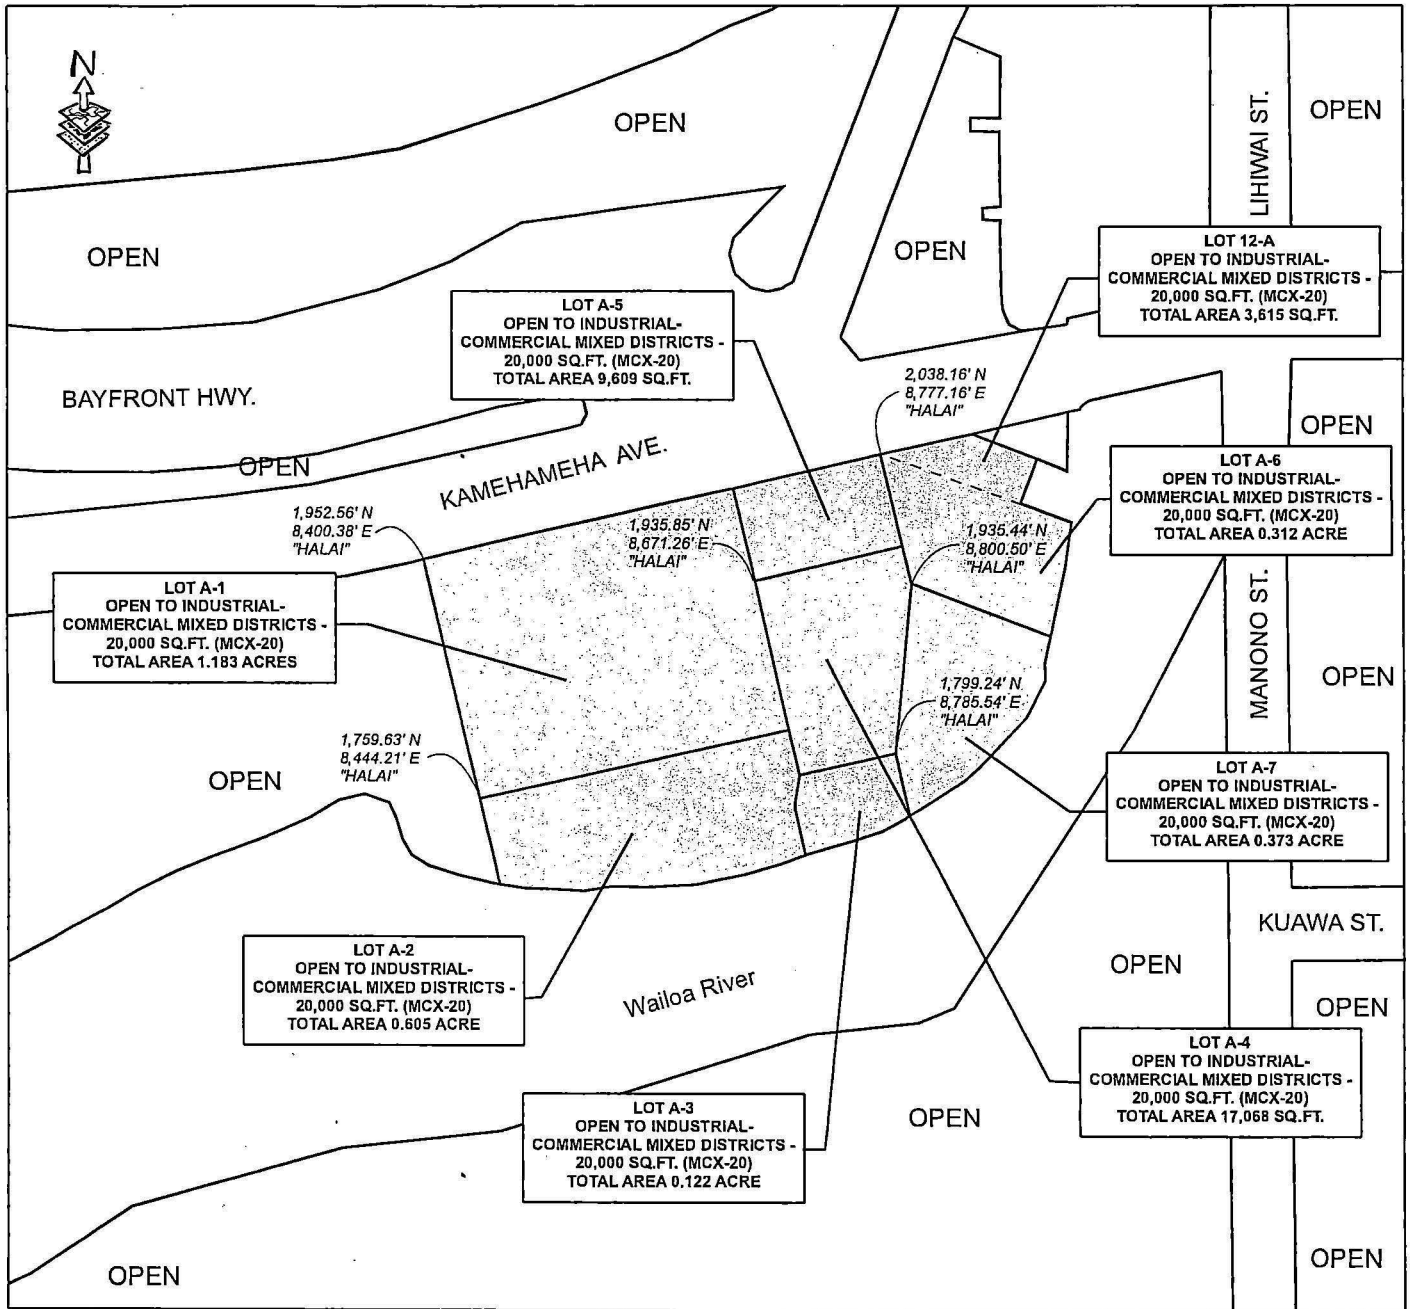 N
OPEN
LIHIWAI ST.
OPEN
OPEN
OPEN
LOT 12-A
OPEN TO INDUSTRIAL-
COMMERCIAL MIXED DISTRICTS -
20,000 SQ.FT. (MCX-20)
TOTAL AREA 3,615 SQ.FT.
LOT A-5
OPEN TO INDUSTRIAL-
COMMERCIAL MIXED DISTRICTS -
20,000 SQ.FT. (MCX-20)
TOTAL AREA 9,609 SQ.FT.
2,038.16' N
8,777.16' E
"HALAI"
BAYFRONT HWY.
OPEN
OPEN
KAMEHAMEHA AVE.
LOT A-6
OPEN TO INDUSTRIAL-
COMMERCIAL MIXED DISTRICTS -
20,000 SQ.FT. (MCX-20)
TOTAL AREA 0.312 ACRE
1,952.56' N
8,400.38' E
"HALAI"
1,935.85' N
8,671.26' E
"HALAI"
1,935.44' N
8,800.50' E
"HALAI"
LOT A-1
OPEN TO INDUSTRIAL-
COMMERCIAL MIXED DISTRICTS -
20,000 SQ.FT. (MCX-20)
TOTAL AREA 1.183 ACRES
MANONO ST.
OPEN
1,799.24' N
8,785.54' E
"HALAI"
1,759.63' N
8,444.21' E
"HALAI"
OPEN
LOT A-7
OPEN TO INDUSTRIAL-
COMMERCIAL MIXED DISTRICTS -
20,000 SQ.FT. (MCX-20)
TOTAL AREA 0.373 ACRE
KUAWA ST.
LOT A-2
OPEN TO INDUSTRIAL-
COMMERCIAL MIXED DISTRICTS -
20,000 SQ.FT. (MCX-20)
TOTAL AREA 0.605 ACRE
Wailoa River
OPEN
OPEN
LOT A-4
OPEN TO INDUSTRIAL-
COMMERCIAL MIXED DISTRICTS -
20,000 SQ.FT. (MCX-20)
TOTAL AREA 17,068 SQ.FT.
LOT A-3
OPEN TO INDUSTRIAL-
COMMERCIAL MIXED DISTRICTS -
20,000 SQ.FT. (MCX-20)
TOTAL AREA 0.122 ACRE
OPEN
OPEN
OPEN